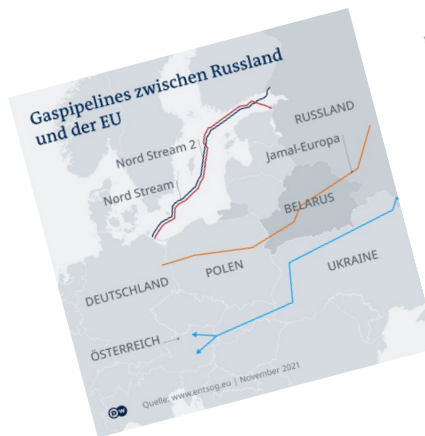 Gaspipelines zwischen Russland
und der EU
RUSSLAND
Nord Stream 2
Jamal-Europa
Nord Stream
BELARUS
POLEN
UKRAINE
DEUTSCHLAND
ÖSTERREICH
Quelle: www.entsog.eu | November 2021
DW